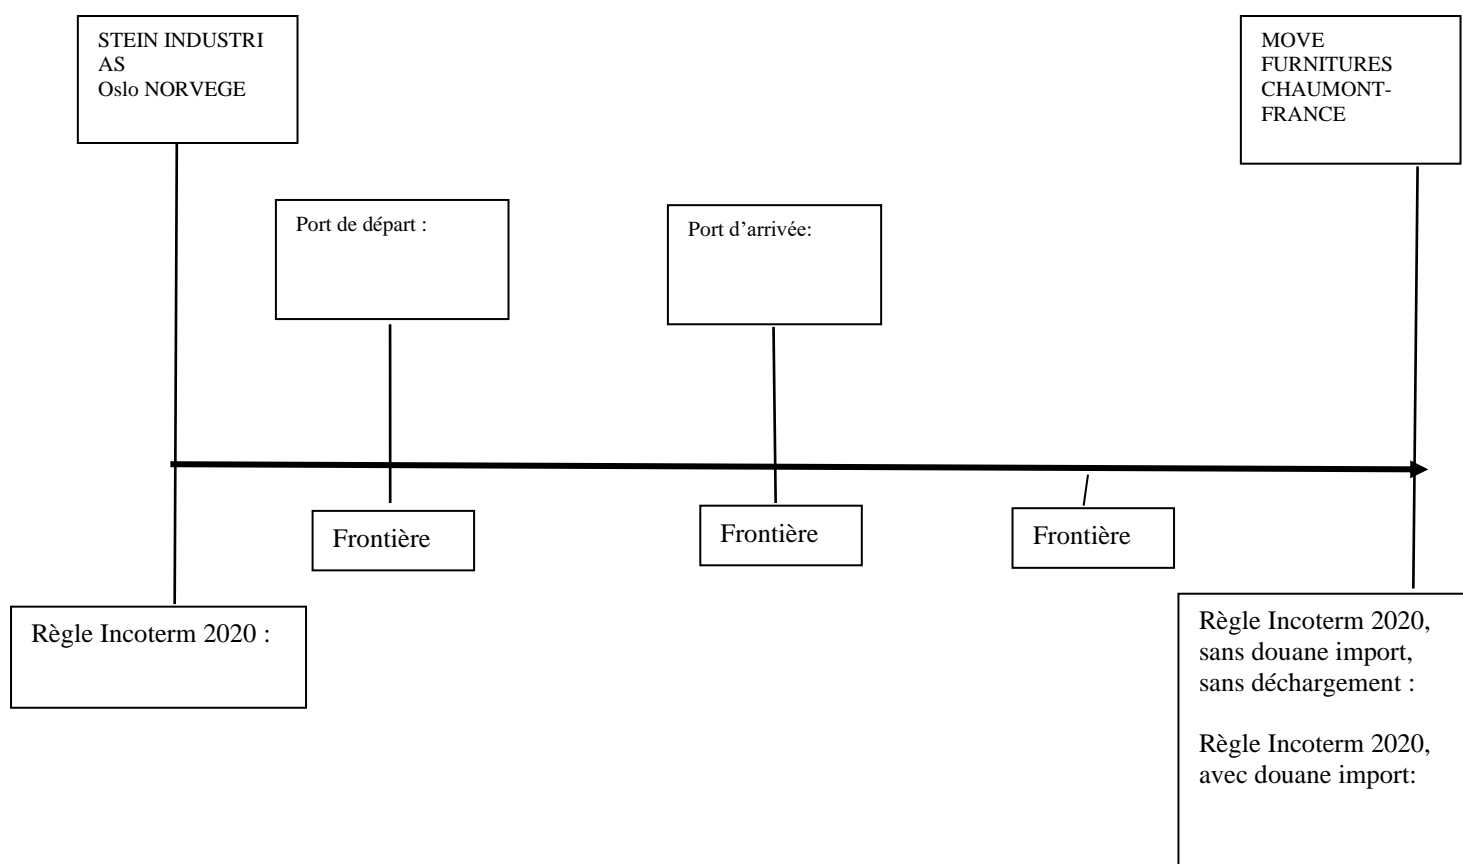 STEIN INDUSTRI
AS
Oslo NORVEGE
MOVE
FURNITURES
CHAUMONT-
FRANCE
Port de départ :
Port d’arrivée:
Frontière
Frontière
Frontière
Règle Incoterm 2020 :
Règle Incoterm 2020,
sans douane import,
sans déchargement :
Règle Incoterm 2020,
avec douane import: